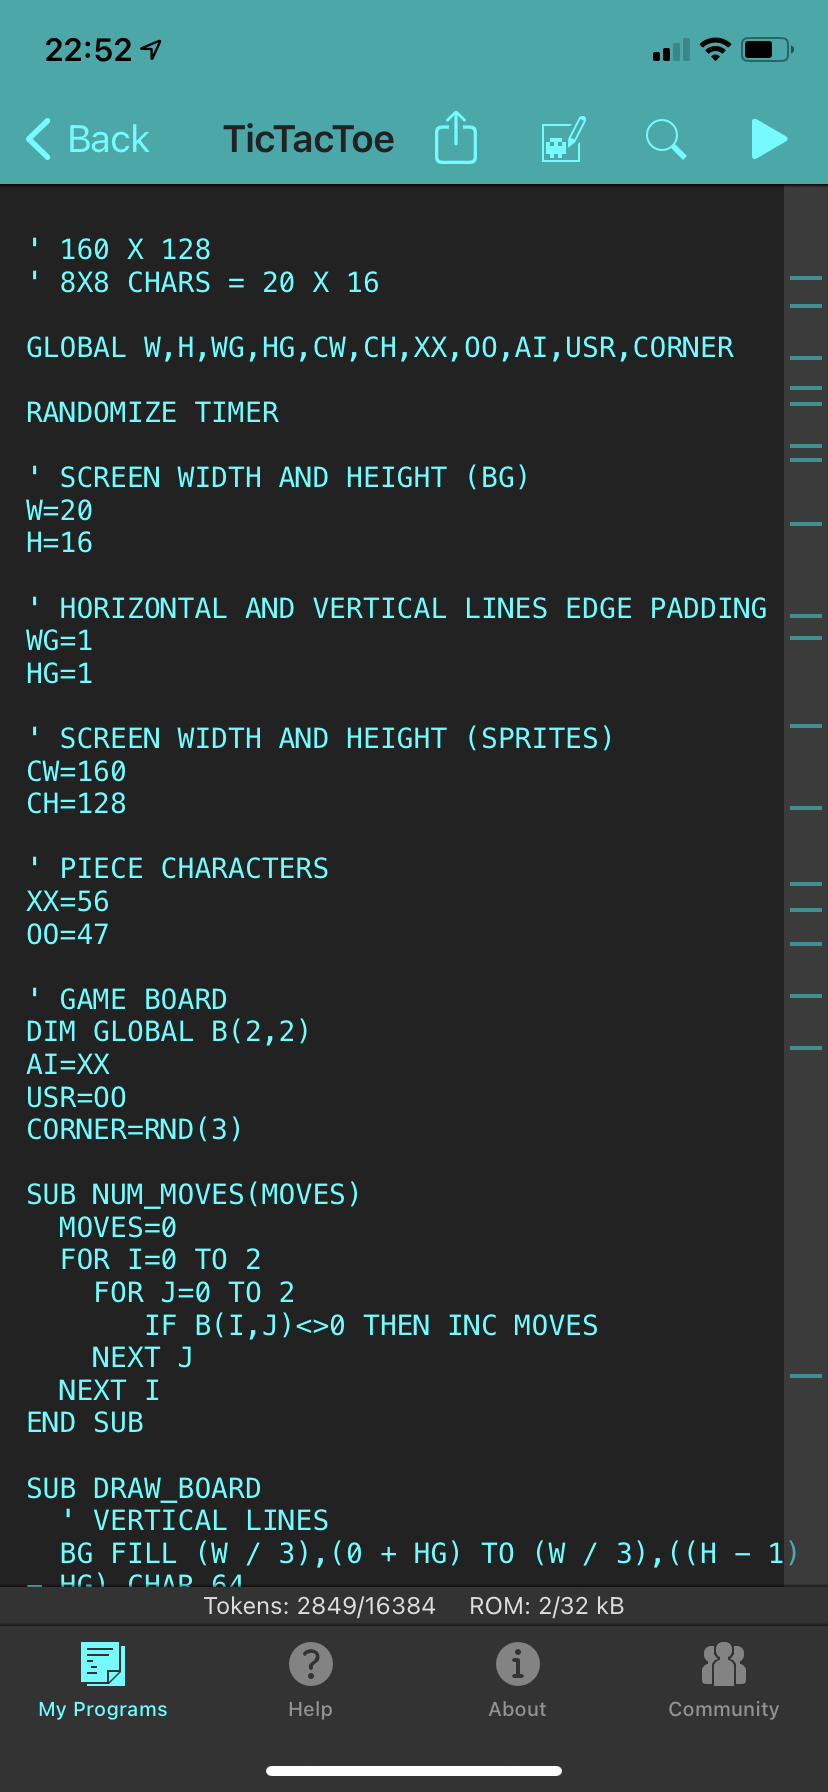 22:52
Back
TicTacToe
' 160 X 128
' 8X8 CHARS = 20 X 16
GLOBAL W,H,WG,HG,CW,CH,XX,OO,AI,USR,CORNER
RANDOMIZE TIMER
' SCREEN WIDTH AND HEIGHT (BG)
W=20
H=16
' HORIZONTAL AND VERTICAL LINES EDGE PADDING
WG=1
HG=1
' SCREEN WIDTH AND HEIGHT (SPRITES)
CW=160
CH=128
' PIECE CHARACTERS
XX=56
OO=47
' GAME BOARD
DIM GLOBAL B(2,2)
AI=XX
USR=OO
CORNER=RND(3)
SUB NUM_MOVES(MOVES)
  MOVES=0
  FOR I=0 TO 2
    FOR J=0 TO 2
       IF B(I,J)<>0 THEN INC MOVES
    NEXT J
  NEXT I
END SUB
SUB DRAW_BOARD
  ' VERTICAL LINES
  BG FILL (W / 3),(0 + HG) TO (W / 3),((H - 1)
- HG) CHAR 64
Tokens: 2849/16384 ROM: 2/32 kB
My Programs
Help
About
Community